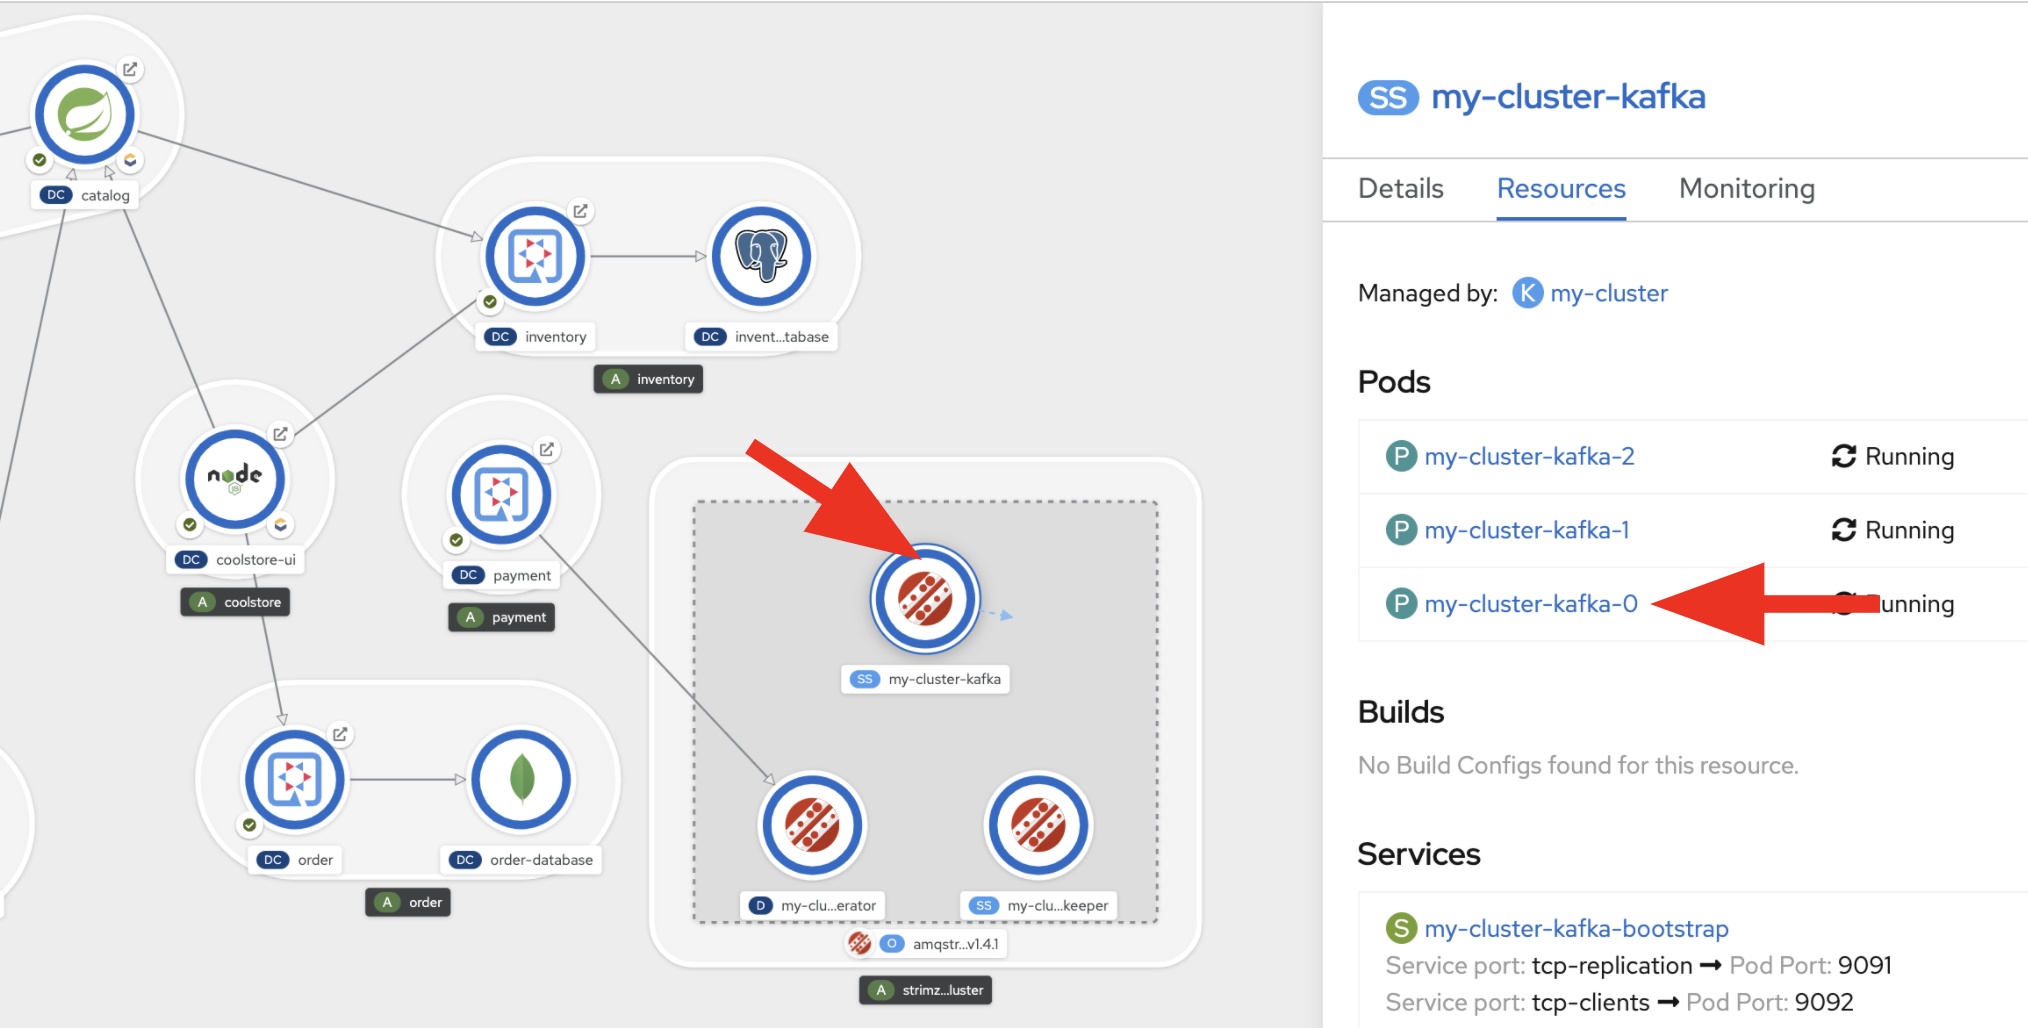 DC catalog
DC inventory
DC invent...tabase
A inventory
node
JS
DC coolstore-ui
A coolstore
DC payment
A payment
SS my-cluster-kafka
DC order
DC order-database
A order
D my-clu...erator
SS my-clu...keeper
O amqstr...v1.4.1
A strimz...luster
SS my-cluster-kafka
Details Resources Monitoring
Managed by: K my-cluster
Pods
P my-cluster-kafka-2 Running
P my-cluster-kafka-1 Running
P my-cluster-kafka-0 unning
Builds
No Build Configs found for this resource.
Services
S my-cluster-kafka-bootstrap
Service port: tcp-replication → Pod Port: 9091
Service port: tcp-clients → Pod Port: 9092